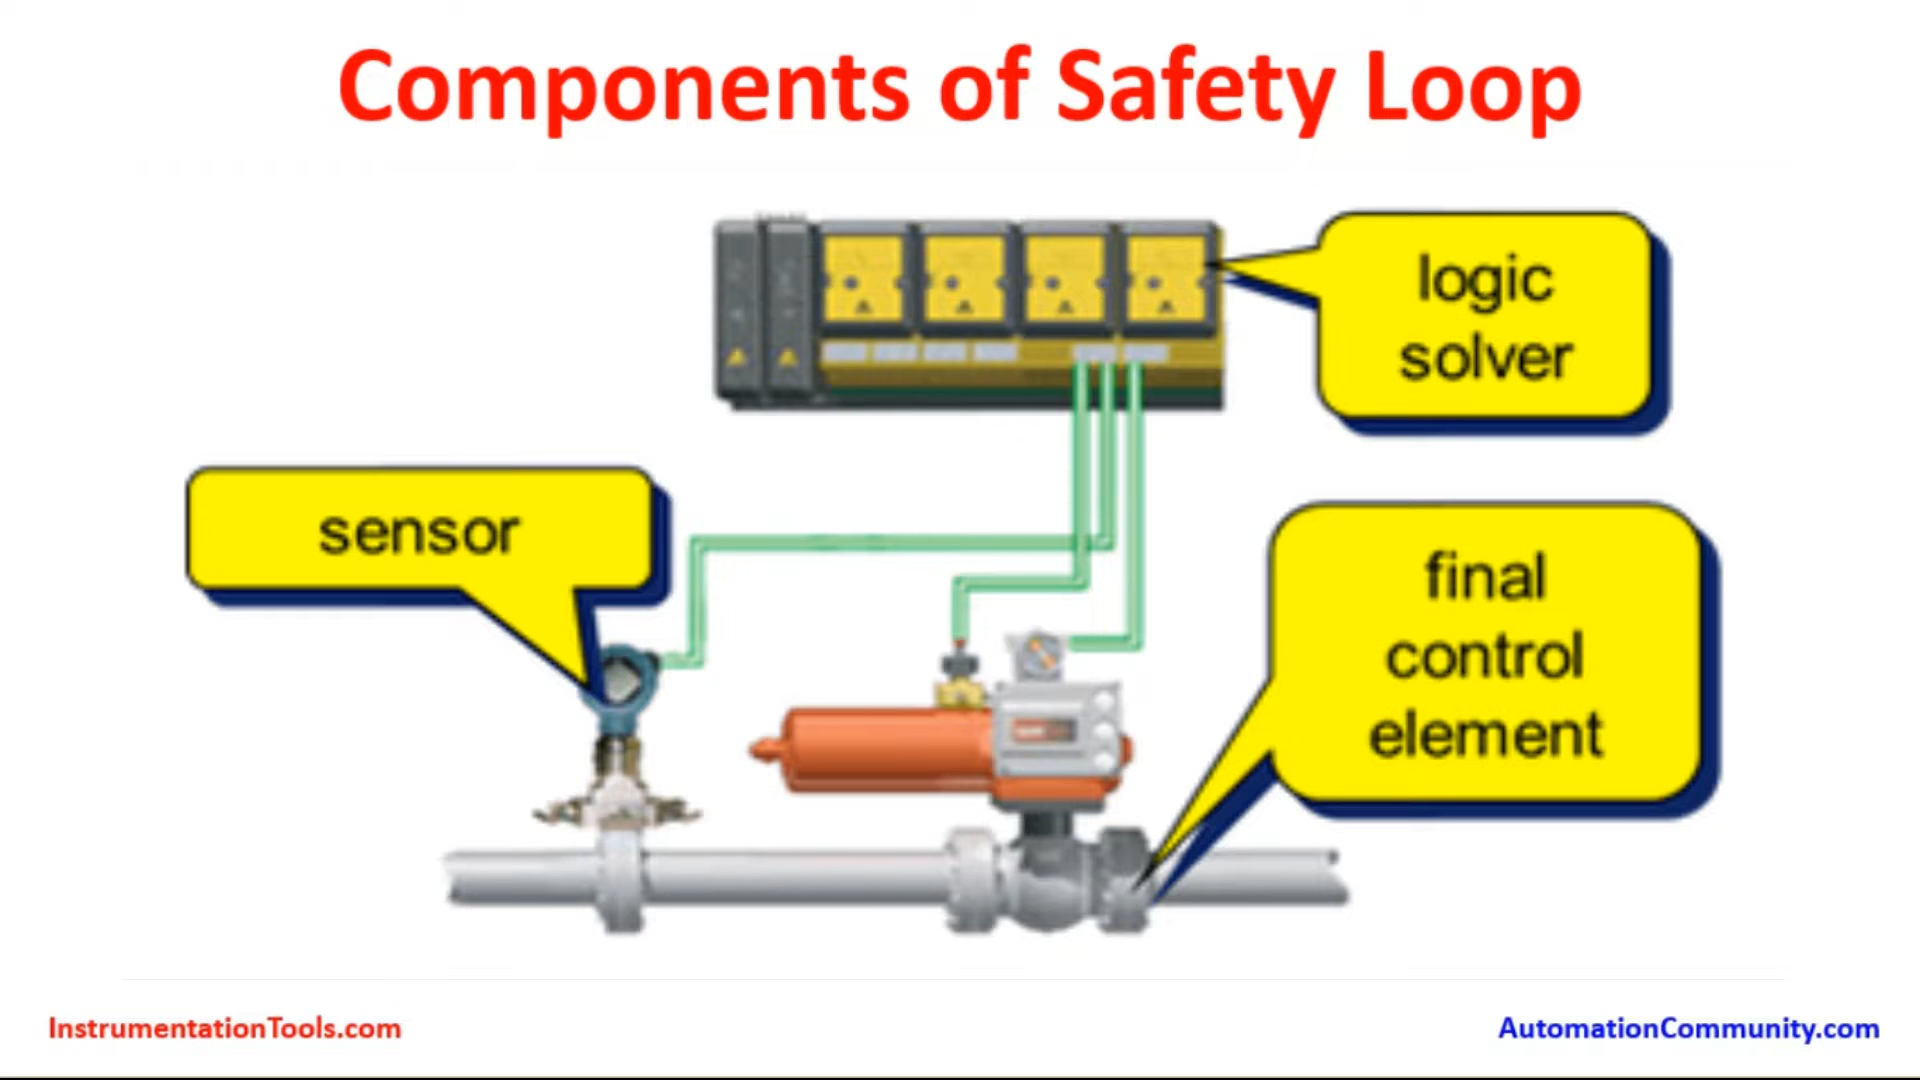 Components of Safety Loop
logic
solver
sensor
final
control
element
InstrumentationTools.com
AutomationCommunity.com